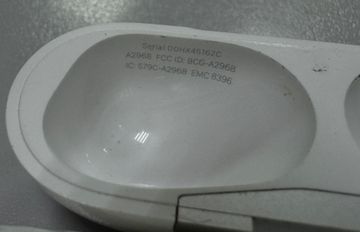 Serial
A2968 FCC ID: BCG-A2968
IC: 579C-A2968 EMC 8396